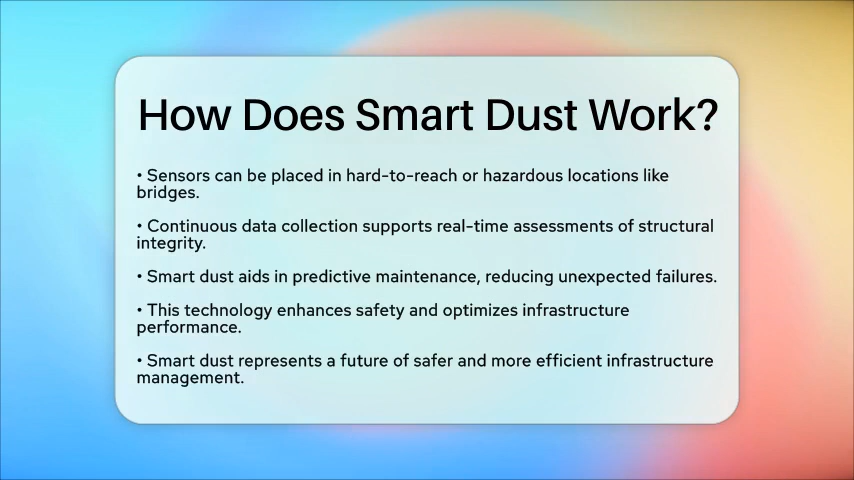 How Does Smart Dust Work?
• Sensors can be placed in hard-to-reach or hazardous locations like
bridges.
• Continuous data collection supports real-time assessments of structural
integrity.
• Smart dust aids in predictive maintenance, reducing unexpected failures.
• This technology enhances safety and optimizes infrastructure
performance.
• Smart dust represents a future of safer and more efficient infrastructure
management.